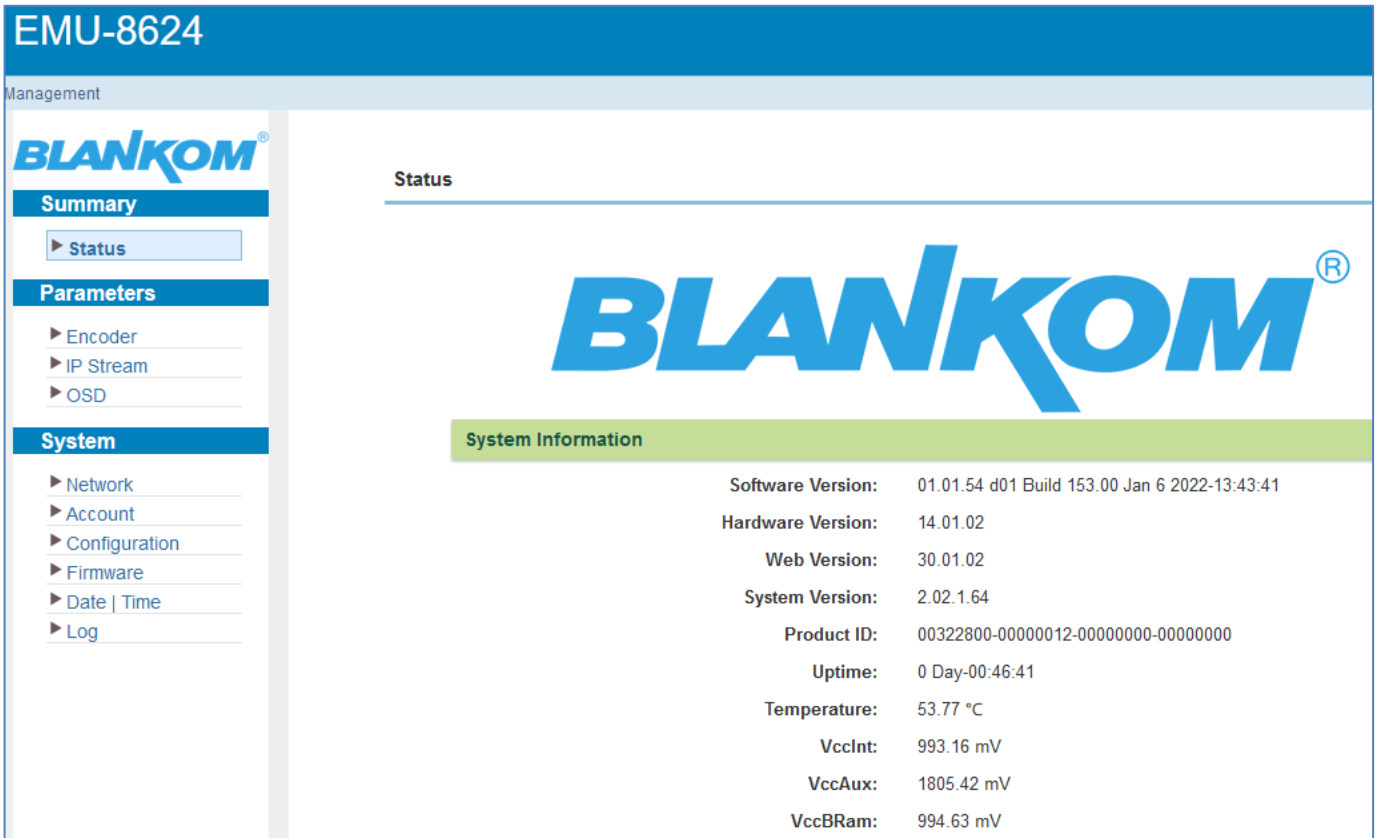 EMU-8624
Management
BLANKOM®
Summary
Status
Parameters
Encoder
IP Stream
OSD
System
Network
Account
Configuration
Firmware
Date | Time
Log
Status
BLANKOM®
System Information
Software Version: 01.01.54 d01 Build 153.00 Jan 6 2022-13:43:41
Hardware Version: 14.01.02
Web Version: 30.01.02
System Version: 2.02.1.64
Product ID: 00322800-00000012-00000000-00000000
Uptime: 0 Day-00:46:41
Temperature: 53.77 °C
VccInt: 993.16 mV
VccAux: 1805.42 mV
VccBRam: 994.63 mV